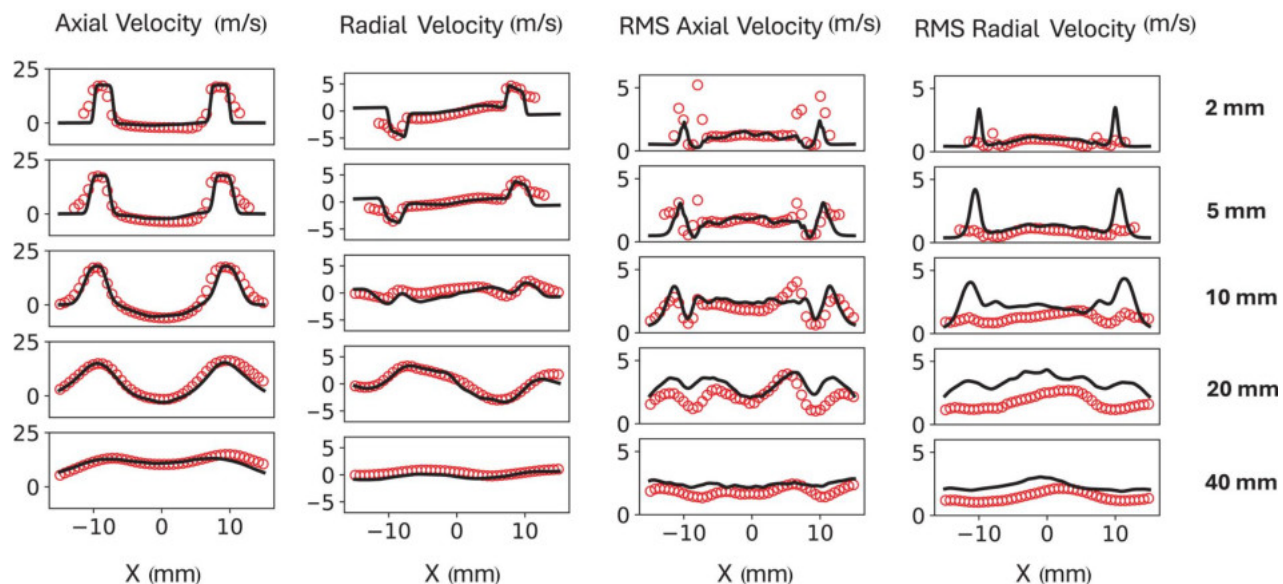 Axial Velocity (m/s) Radial Velocity (m/s) RMS Axial Velocity (m/s) RMS Radial Velocity (m/s)
25 0 5 0 −5 5 0 5 0 2 mm
25 0 5 0 −5 5 0 5 0 5 mm
25 0 5 0 −5 5 0 5 0 10 mm
25 0 5 0 −5 5 0 5 0 20 mm
25 0 5 0 −5 5 0 5 0 40 mm
−10 0 10 −10 0 10 −10 0 10 −10 0 10
X (mm) X (mm) X (mm) X (mm)